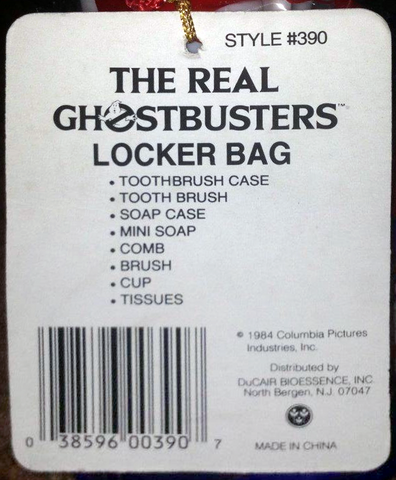 STYLE #390
THE REAL
GHOSTBUSTERS™
LOCKER BAG
• TOOTHBRUSH CASE
• TOOTH BRUSH
• SOAP CASE
• MINI SOAP
• COMB
• BRUSH
• CUP
• TISSUES
© 1984 Columbia Pictures
Industries, Inc.
Distributed by
DuCAIR BIOESSENCE, INC.
North Bergen, N.J. 07047
0 38596 00390 7
MADE IN CHINA